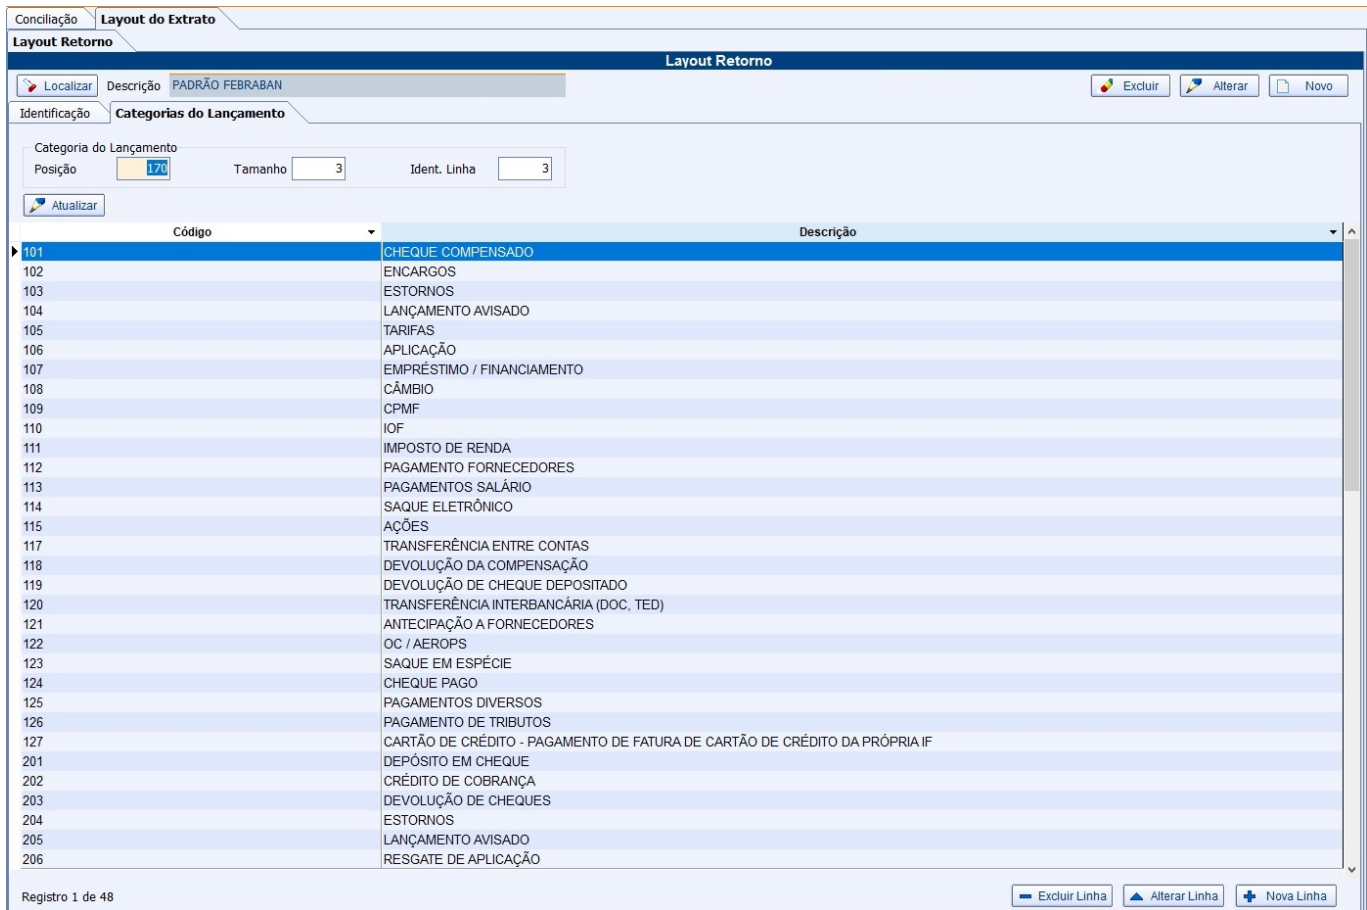 Conciliação Layout do Extrato
Layout Retorno
Layout Retorno
Localizar Descrição PADRÃO FEBRABAN Excluir Alterar Novo
Identificação Categorias do Lançamento
Categoria do Lançamento
Posição 170 Tamanho 3 Ident. Linha 3
Atualizar
Código Descrição
101 CHEQUE COMPENSADO
102 ENCARGOS
103 ESTORNOS
104 LANÇAMENTO AVISADO
105 TARIFAS
106 APLICAÇÃO
107 EMPRÉSTIMO / FINANCIAMENTO
108 CÂMBIO
109 CPMF
110 IOF
111 IMPOSTO DE RENDA
112 PAGAMENTO FORNECEDORES
113 PAGAMENTOS SALÁRIO
114 SAQUE ELETRÔNICO
115 AÇÕES
117 TRANSFERÊNCIA ENTRE CONTAS
118 DEVOLUÇÃO DA COMPENSAÇÃO
119 DEVOLUÇÃO DE CHEQUE DEPOSITADO
120 TRANSFERÊNCIA INTERBANCÁRIA (DOC, TED)
121 ANTECIPAÇÃO A FORNECEDORES
122 OC / AEROPS
123 SAQUE EM ESPÉCIE
124 CHEQUE PAGO
125 PAGAMENTOS DIVERSOS
126 PAGAMENTO DE TRIBUTOS
127 CARTÃO DE CRÉDITO - PAGAMENTO DE FATURA DE CARTÃO DE CRÉDITO DA PRÓPRIA IF
201 DEPÓSITO EM CHEQUE
202 CRÉDITO DE COBRANÇA
203 DEVOLUÇÃO DE CHEQUES
204 ESTORNOS
205 LANÇAMENTO AVISADO
206 RESGATE DE APLICAÇÃO
Registro 1 de 48 Excluir Linha Alterar Linha Nova Linha